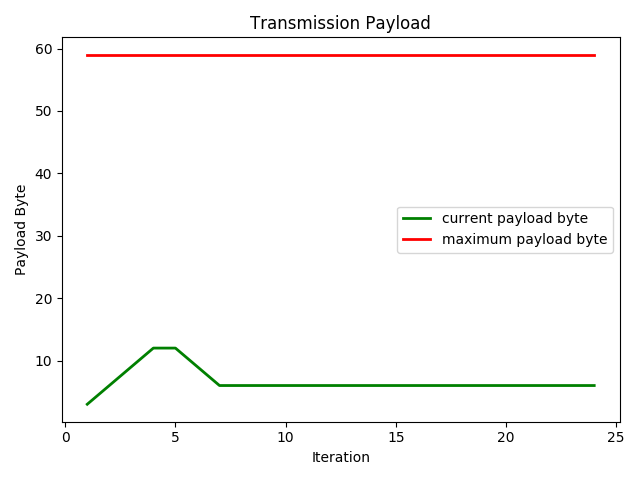 Transmission Payload
60
50
40
30
20
10
Payload Byte
current payload byte
maximum payload byte
0
5
10
15
20
25
Iteration